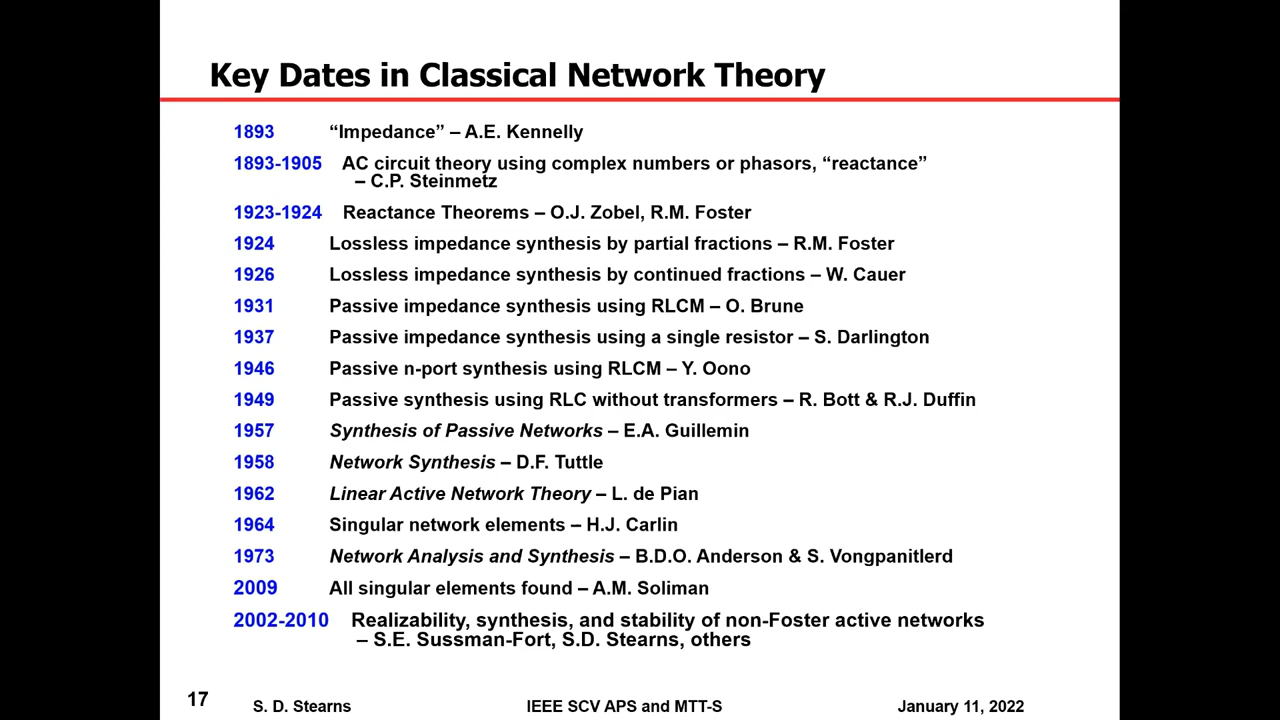 Key Dates in Classical Network Theory
1893 “Impedance” – A.E. Kennelly
1893-1905 AC circuit theory using complex numbers or phasors, “reactance”
– C.P. Steinmetz
1923-1924 Reactance Theorems – O.J. Zobel, R.M. Foster
1924 Lossless impedance synthesis by partial fractions – R.M. Foster
1926 Lossless impedance synthesis by continued fractions – W. Cauer
1931 Passive impedance synthesis using RLCM – O. Brune
1937 Passive impedance synthesis using a single resistor – S. Darlington
1946 Passive n-port synthesis using RLCM – Y. Oono
1949 Passive synthesis using RLC without transformers – R. Bott & R.J. Duffin
1957 Synthesis of Passive Networks – E.A. Guillemin
1958 Network Synthesis – D.F. Tuttle
1962 Linear Active Network Theory – L. de Pian
1964 Singular network elements – H.J. Carlin
1973 Network Analysis and Synthesis – B.D.O. Anderson & S. Vongpanitlerd
2009 All singular elements found – A.M. Soliman
2002-2010 Realizability, synthesis, and stability of non-Foster active networks
– S.E. Sussman-Fort, S.D. Stearns, others
17 S. D. Stearns IEEE SCV APS and MTT-S January 11, 2022